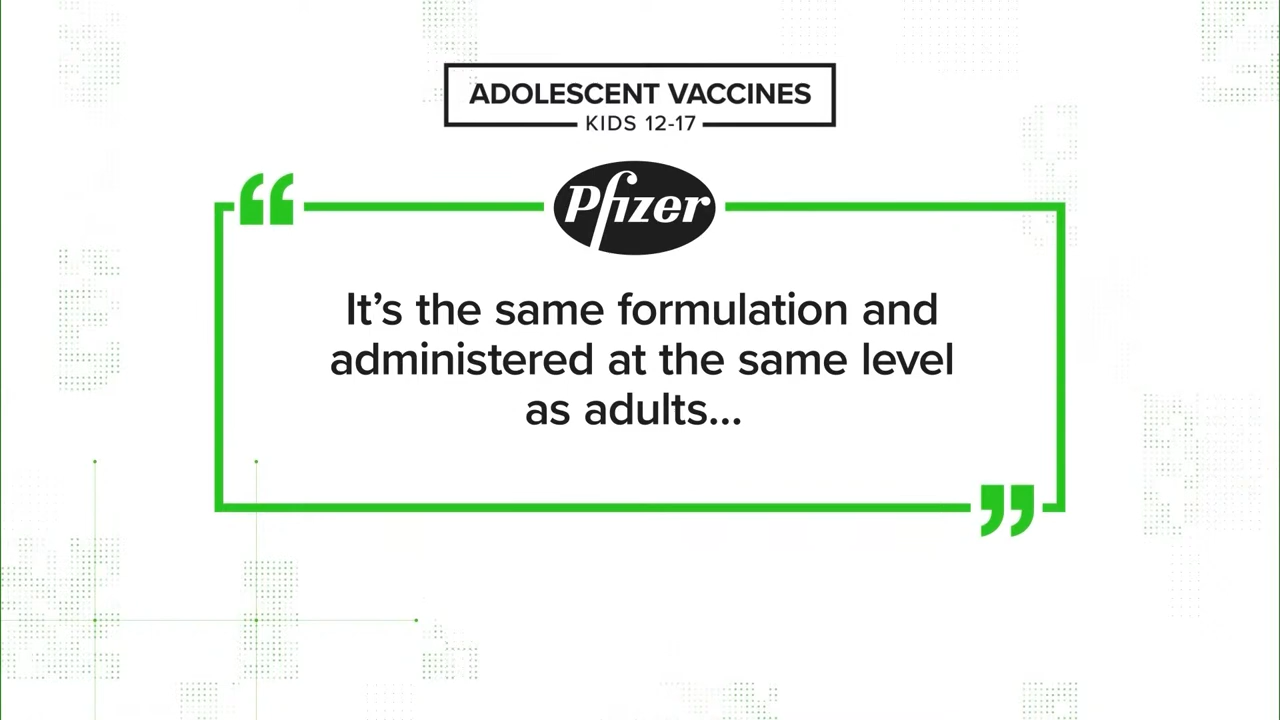 ADOLESCENT VACCINES
KIDS 12-17
Pfizer
“
It’s the same formulation and
administered at the same level
as adults...
”